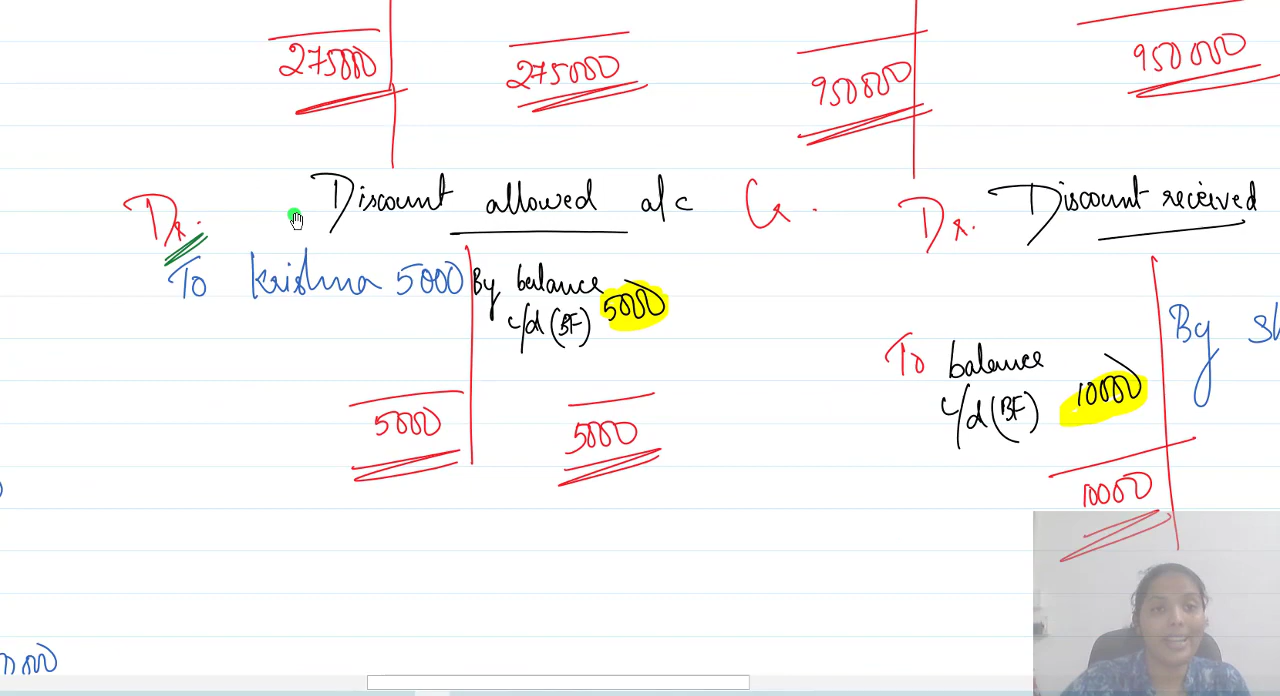 275000 275000 950000 950000
Dr. Discount allowed a/c Cr. Dr. Discount received
To Krishna 5000 By balance
c/d (BF) 5000
By
To balance
c/d (BF) 10000
5000 5000
10000